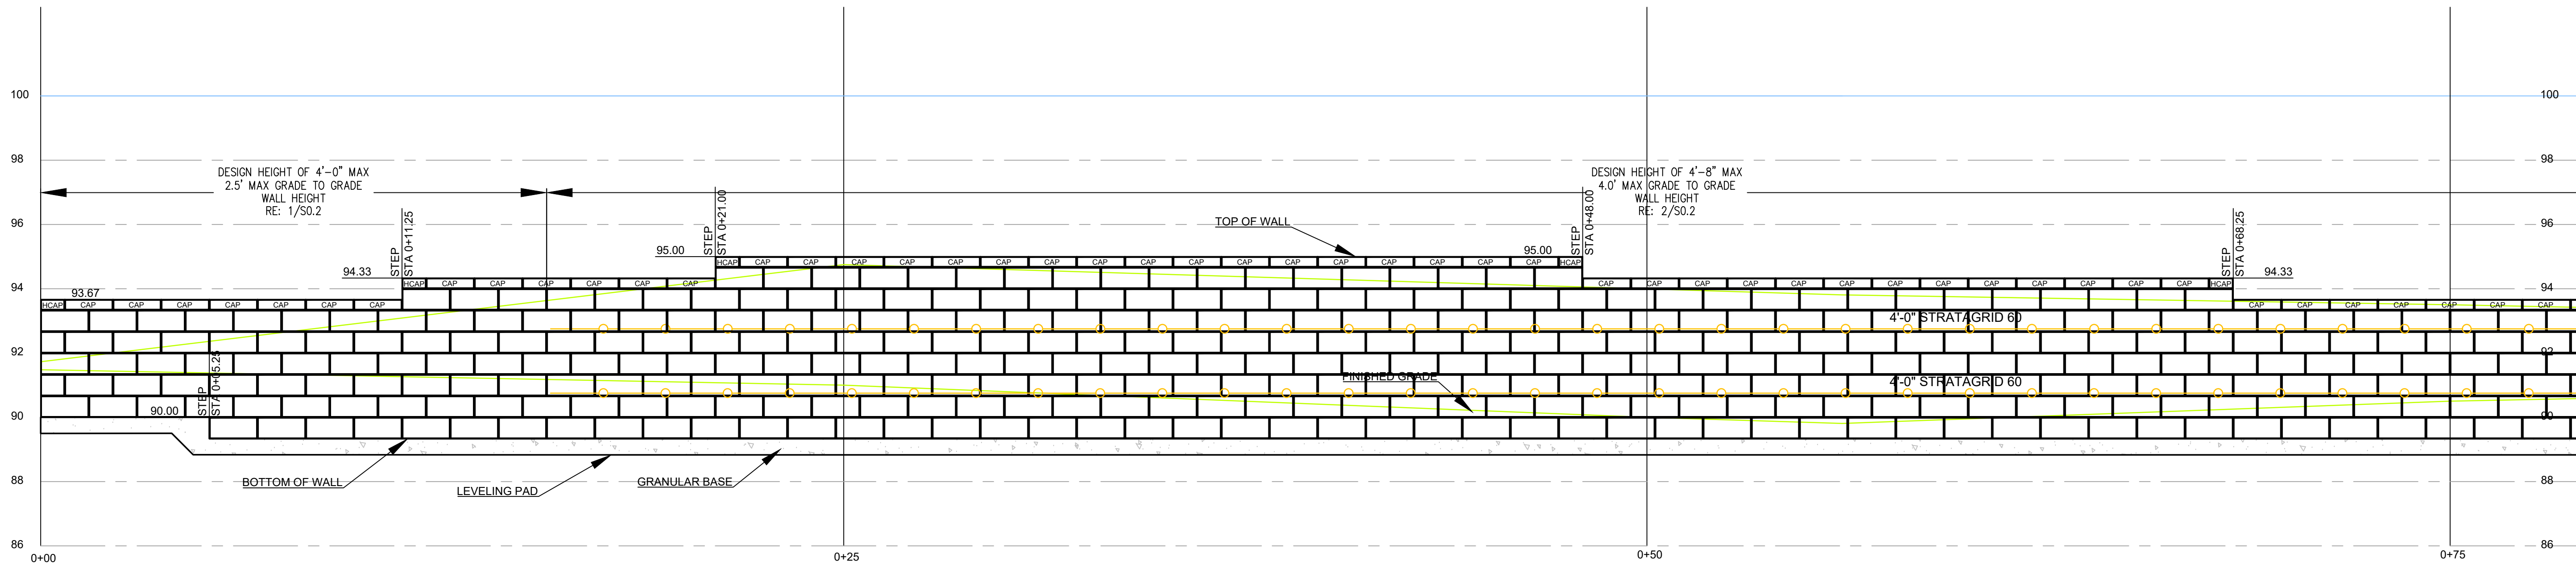 100
100
98
98
DESIGN HEIGHT OF 4'-0" MAX
2.5' MAX GRADE TO GRADE
WALL HEIGHT
RE: 1/S0.2
DESIGN HEIGHT OF 4'-8" MAX
4.0' MAX GRADE TO GRADE
WALL HEIGHT
RE: 2/S0.2
96
96
TOP OF WALL
STEP
STA 0+11.25
STEP
STA 0+21.00
STEP
STA 0+48.00
STEP
STA 0+68.25
95.00
95.00
HCAP CAP CAP CAP CAP CAP CAP CAP CAP CAP CAP CAP CAP CAP CAP CAP CAP CAP HCAP
94.33
94.33
HCAP CAP CAP CAP CAP CAP CAP
CAP CAP CAP CAP CAP CAP CAP CAP CAP CAP CAP CAP CAP HCAP
94
94
93.67
HCAP CAP CAP CAP CAP CAP CAP CAP
CAP CAP CAP CAP CAP CAP CAP
4'-0" STRATAGRID 60
92
92
STEP
STA 0+05.25
FINISHED GRADE
4'-0" STRATAGRID 60
90.00
90
90
BOTTOM OF WALL
LEVELING PAD
GRANULAR BASE
88
88
86
86
0+00
0+25
0+50
0+75